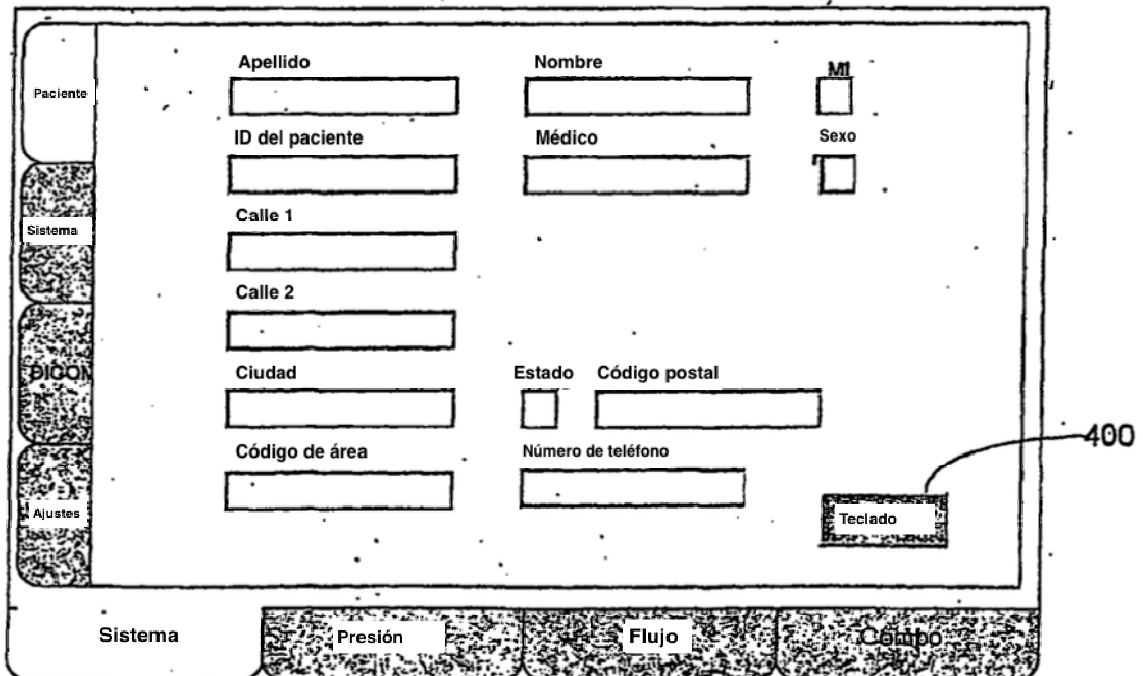 Apellido Nombre MI
Paciente
ID del paciente Médico Sexo
Calle 1
Sistema
Calle 2
DICOM
Ciudad Estado Código postal
400
Código de área Número de teléfono
Ajustes
Teclado
Sistema Presión Flujo Combo